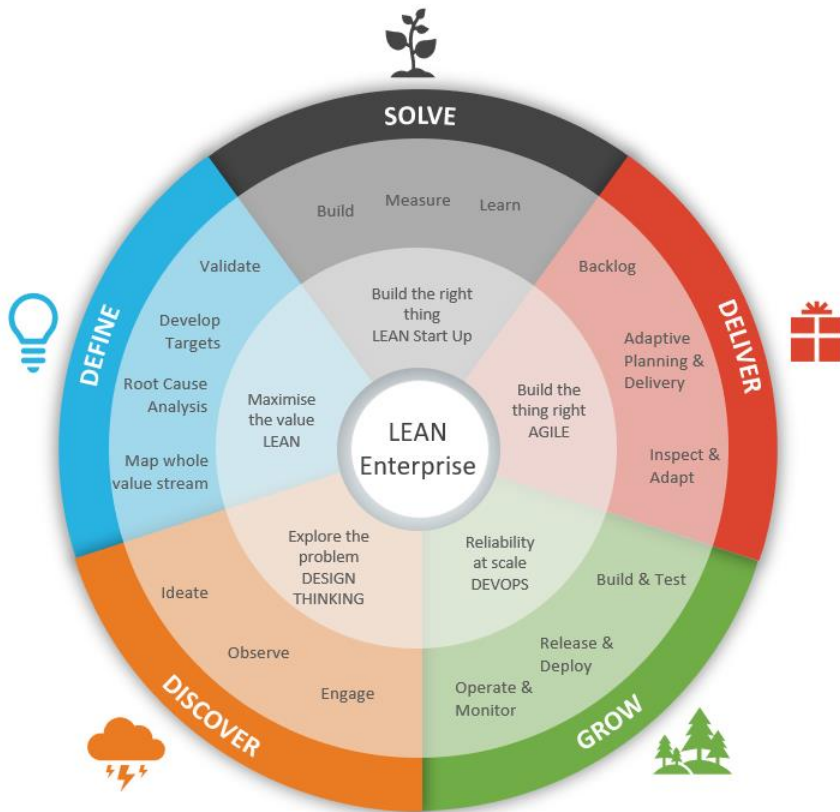 SOLVE
Build
Measure
Learn
Build the right
thing
LEAN Start Up
DELIVER
Backlog
Adaptive
Planning &
Delivery
Inspect &
Adapt
Build the
thing right
AGILE
GROW
Build & Test
Release &
Deploy
Operate &
Monitor
Reliability
at scale
DEVOPS
DISCOVER
Engage
Observe
Ideate
Explore the
problem
DESIGN
THINKING
DEFINE
Validate
Develop
Targets
Root Cause
Analysis
Map whole
value stream
Maximise
the value
LEAN
LEAN
Enterprise